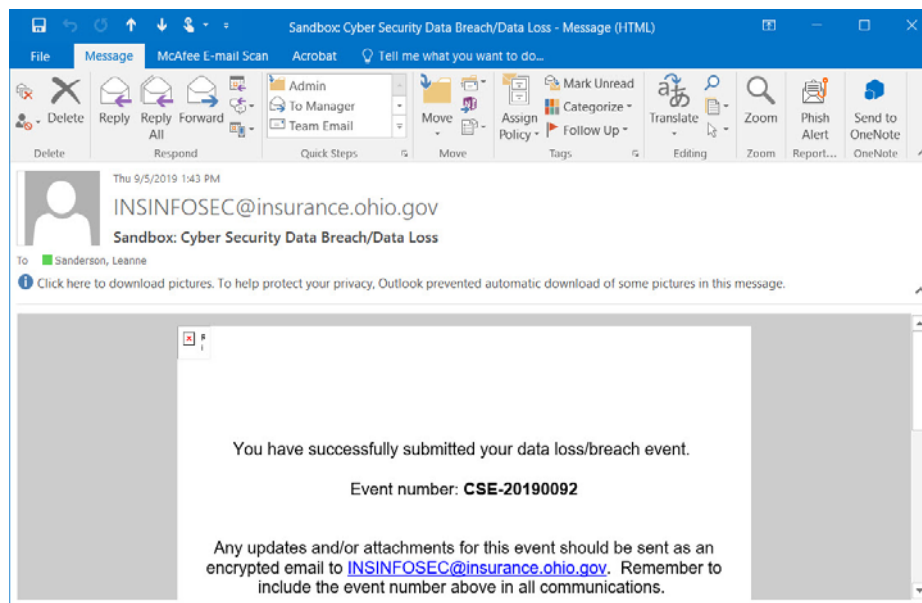 Sandbox: Cyber Security Data Breach/Data Loss - Message (HTML)
File Message McAfee E-mail Scan Acrobat Tell me what you want to do...
Delete
Reply
Reply All
Forward
Admin
To Manager
Team Email
Move
Assign Policy
Mark Unread
Categorize
Follow Up
Translate
Zoom
Phish Alert
Send to OneNote
Delete Respond Quick Steps Move Tags Editing Zoom Report... OneNote
Thu 9/5/2019 1:43 PM
INSINFOSEC@insurance.ohio.gov
Sandbox: Cyber Security Data Breach/Data Loss
To Sanderson, Leanne
Click here to download pictures. To help protect your privacy, Outlook prevented automatic download of some pictures in this message.
You have successfully submitted your data loss/breach event.
Event number: CSE-20190092
Any updates and/or attachments for this event should be sent as an
encrypted email to INSINFOSEC@insurance.ohio.gov. Remember to
include the event number above in all communications.